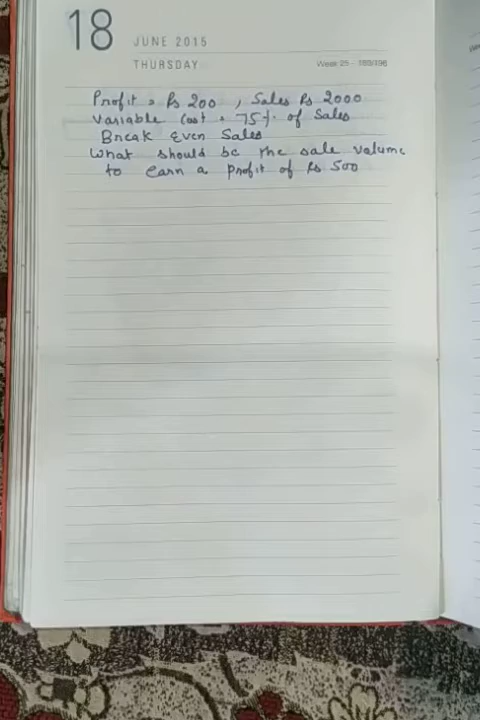 18 JUNE 2015
THURSDAY Week 25 - 169/196
Profit = Rs 200 , Sales Rs 2000
Variable Cost = 75% of Sales
Break Even Sales
What should be the sale volume
to earn a profit of Rs 500